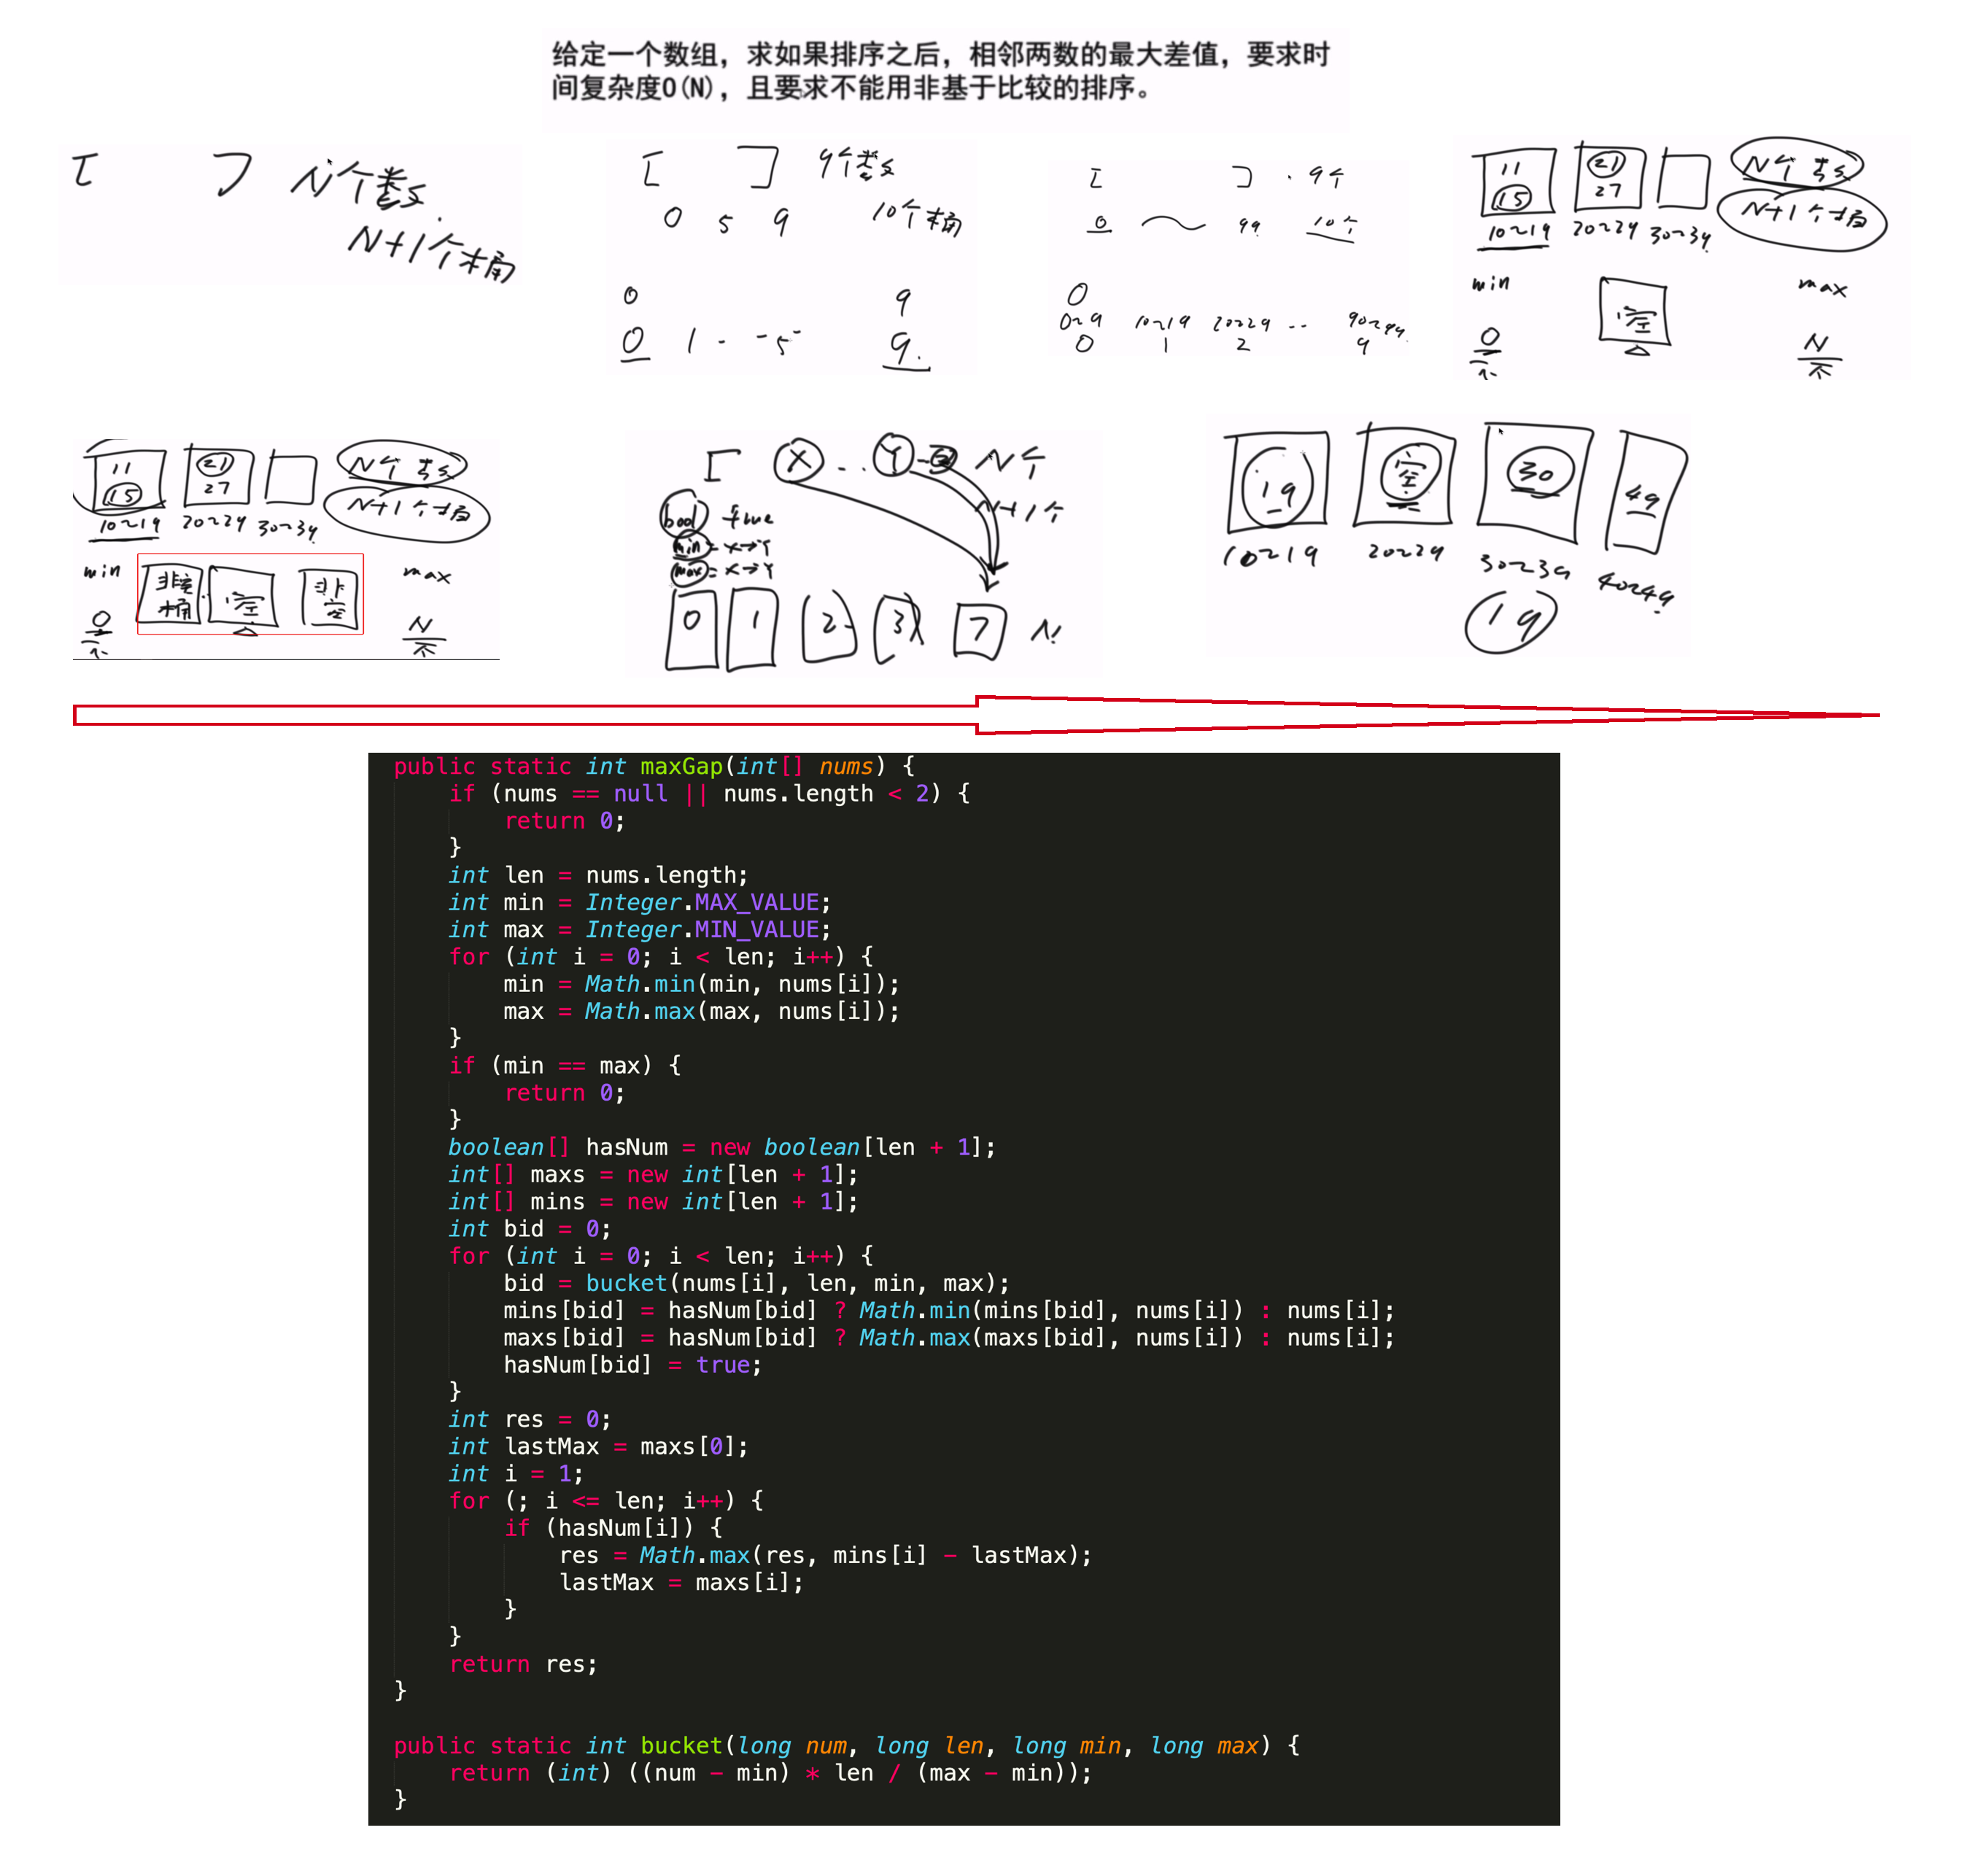 给定一个数组，求如果排序之后，相邻两数的最大差值，要求时
间复杂度O(N)，且要求不能用非基于比较的排序。
[ ] N个数.
N+1个桶
[ ] 9个数
0 5 9 10个桶
0 9
0 1 - - 5 - 9.
[ ] . 9个
0 99. 10个
0
0~9 10~19 20~29 -- 90~99.
0 1 2 9
11 21 N个数
15 27 N+1个桶
10~19 20~29 30~39.
min 空 max
0 N
不
11 21 N个数
15 27 N+1个桶
10~19 20~29 30~39.
min 非空桶 .. 空 非空 max
0 N
不
[ X .. Y - N个
bool true N+1个
min = X→Y
max = X→Y
0 1 2 3 7 N
19 空 30 49
10~19 20~29 30~39 40~49
19
public static int maxGap(int[] nums) {
if (nums == null || nums.length < 2) {
return 0;
}
int len = nums.length;
int min = Integer.MAX_VALUE;
int max = Integer.MIN_VALUE;
for (int i = 0; i < len; i++) {
min = Math.min(min, nums[i]);
max = Math.max(max, nums[i]);
}
if (min == max) {
return 0;
}
boolean[] hasNum = new boolean[len + 1];
int[] maxs = new int[len + 1];
int[] mins = new int[len + 1];
int bid = 0;
for (int i = 0; i < len; i++) {
bid = bucket(nums[i], len, min, max);
mins[bid] = hasNum[bid] ? Math.min(mins[bid], nums[i]) : nums[i];
maxs[bid] = hasNum[bid] ? Math.max(maxs[bid], nums[i]) : nums[i];
hasNum[bid] = true;
}
int res = 0;
int lastMax = maxs[0];
int i = 1;
for (; i <= len; i++) {
if (hasNum[i]) {
res = Math.max(res, mins[i] - lastMax);
lastMax = maxs[i];
}
}
return res;
}
public static int bucket(long num, long len, long min, long max) {
return (int) ((num - min) * len / (max - min));
}